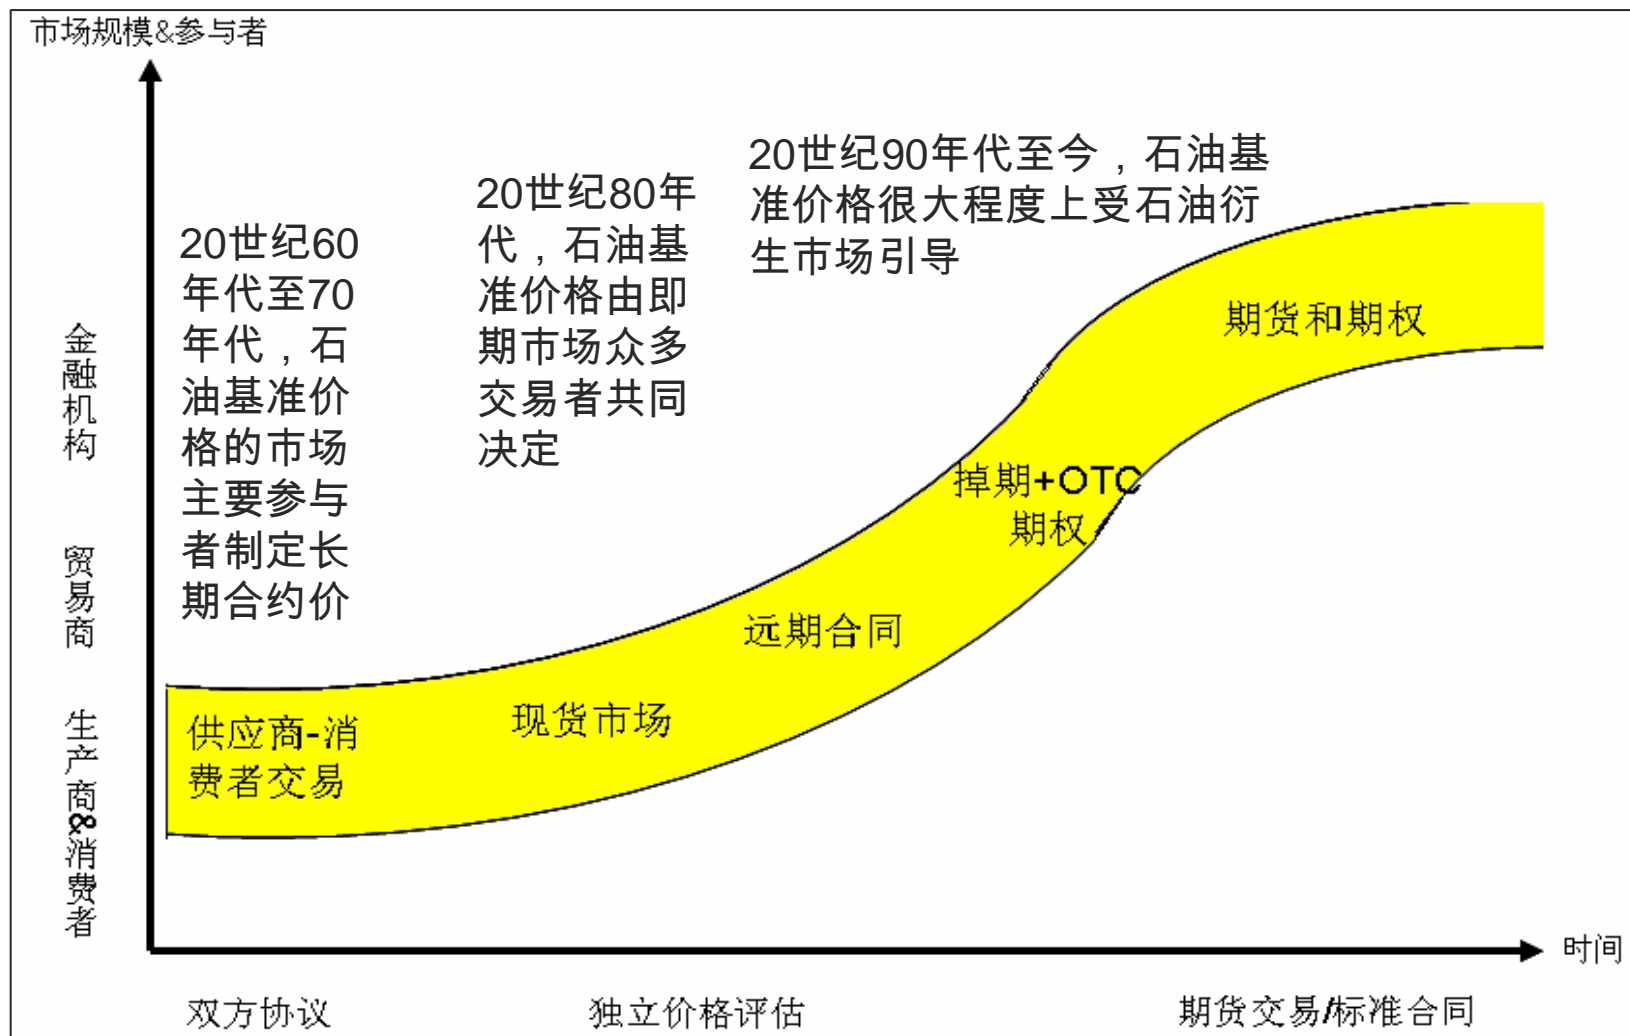 市场规模&参与者
20世纪60
年代至70
年代，石
油基准价
格的市场
主要参与
者制定长
期合约价
20世纪80年
代，石油基
准价格由即
期市场众多
交易者共同
决定
20世纪90年代至今，石油基
准价格很大程度上受石油衍
生市场引导
金融机构
贸易商
生产商&消费者
供应商-消
费者交易
现货市场
远期合同
掉期+OTC
期权
期货和期权
时间
双方协议
独立价格评估
期货交易/标准合同